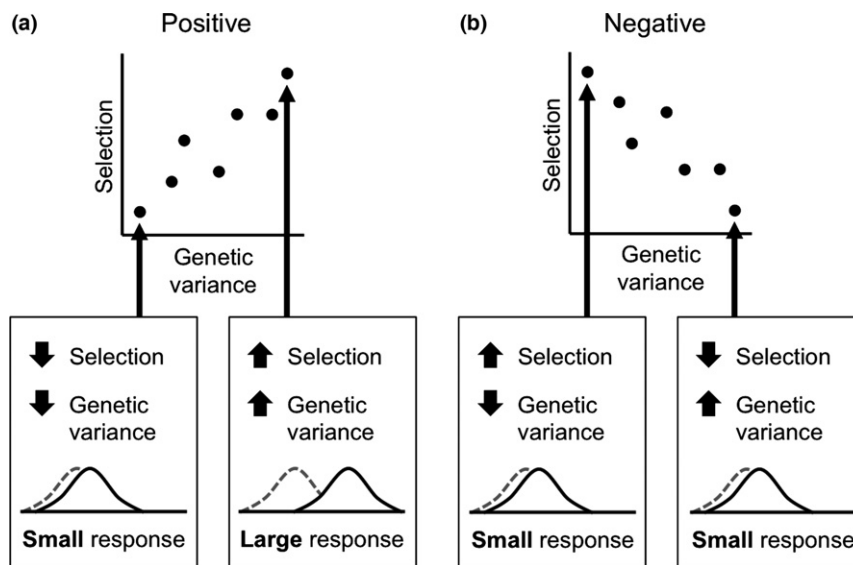 (a)
Positive
Selection
Genetic
variance
Selection
Genetic
variance
Small response
Selection
Genetic
variance
Large response
(b)
Negative
Selection
Genetic
variance
Selection
Genetic
variance
Small response
Selection
Genetic
variance
Small response